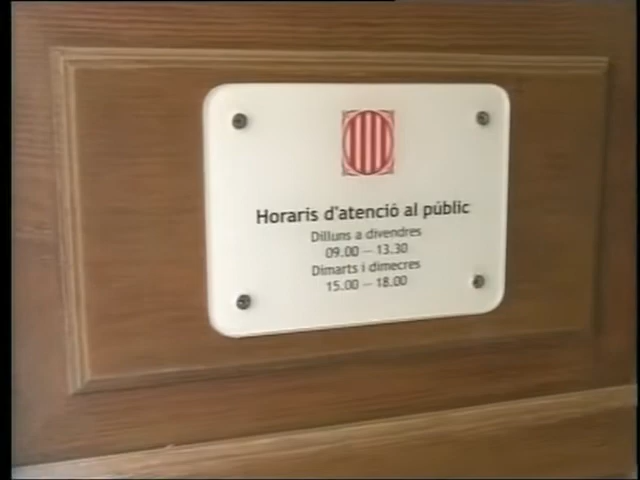 Horaris d'atenció al públic
Dilluns a divendres
09.00 – 13.30
Dimarts i dimecres
15.00 – 18.00